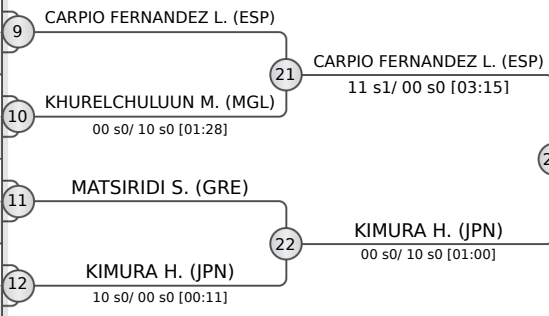 9
CARPIO FERNANDEZ L. (ESP)
21
CARPIO FERNANDEZ L. (ESP)
11 s1/ 00 s0 [03:15]
10
KHURELCHULUUN M. (MGL)
00 s0/ 10 s0 [01:28]
2
11
MATSIRIDI S. (GRE)
22
KIMURA H. (JPN)
00 s0/ 10 s0 [01:00]
12
KIMURA H. (JPN)
10 s0/ 00 s0 [00:11]